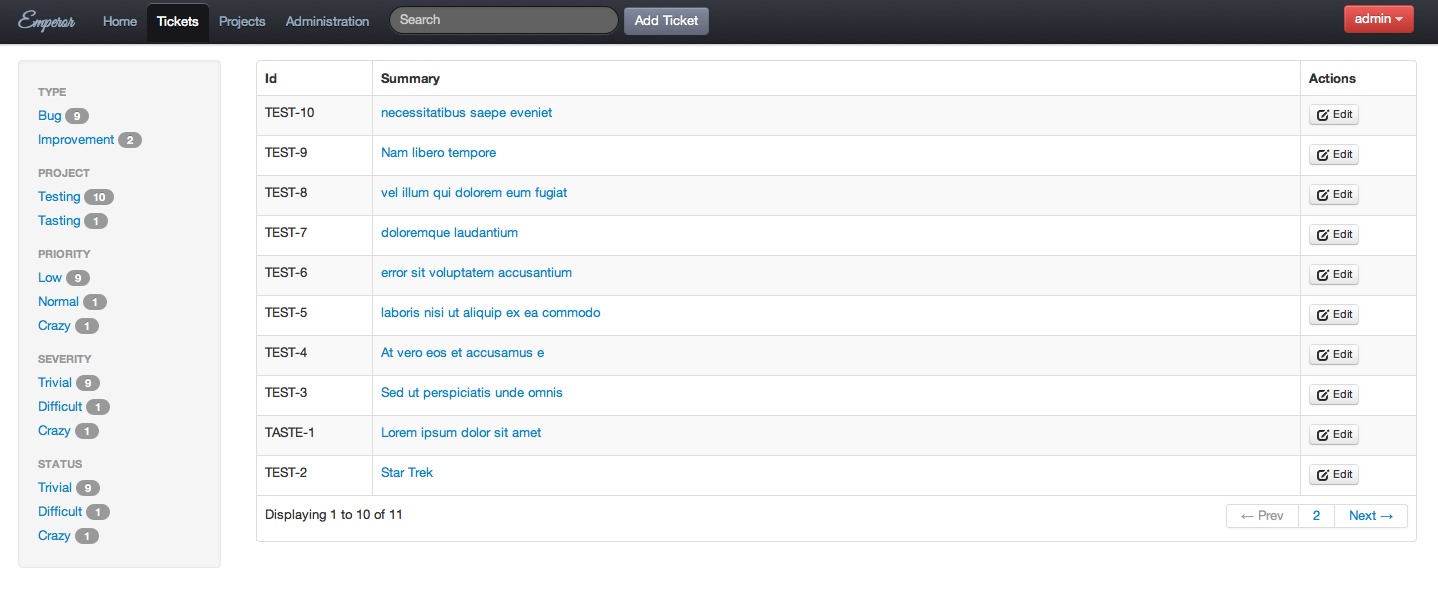 Emperor Home Tickets Projects Administration Search Add Ticket admin
TYPE
Bug 9
Improvement 2
PROJECT
Testing 10
Tasting 1
PRIORITY
Low 9
Normal 1
Crazy 1
SEVERITY
Trivial 9
Difficult 1
Crazy 1
STATUS
Trivial 9
Difficult 1
Crazy 1
Id Summary Actions
TEST-10 necessitatibus saepe eveniet Edit
TEST-9 Nam libero tempore Edit
TEST-8 vel illum qui dolorem eum fugiat Edit
TEST-7 doloremque laudantium Edit
TEST-6 error sit voluptatem accusantium Edit
TEST-5 laboris nisi ut aliquip ex ea commodo Edit
TEST-4 At vero eos et accusamus e Edit
TEST-3 Sed ut perspiciatis unde omnis Edit
TASTE-1 Lorem ipsum dolor sit amet Edit
TEST-2 Star Trek Edit
Displaying 1 to 10 of 11 ← Prev 2 Next →